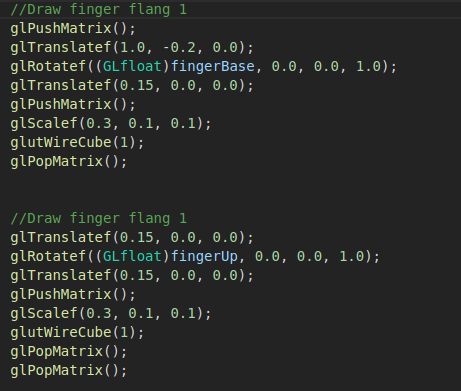 //Draw finger flang 1
glPushMatrix();
glTranslatef(1.0, -0.2, 0.0);
glRotatef((GLfloat)fingerBase, 0.0, 0.0, 1.0);
glTranslatef(0.15, 0.0, 0.0);
glPushMatrix();
glScalef(0.3, 0.1, 0.1);
glutWireCube(1);
glPopMatrix();
//Draw finger flang 1
glTranslatef(0.15, 0.0, 0.0);
glRotatef((GLfloat)fingerUp, 0.0, 0.0, 1.0);
glTranslatef(0.15, 0.0, 0.0);
glPushMatrix();
glScalef(0.3, 0.1, 0.1);
glutWireCube(1);
glPopMatrix();
glPopMatrix();